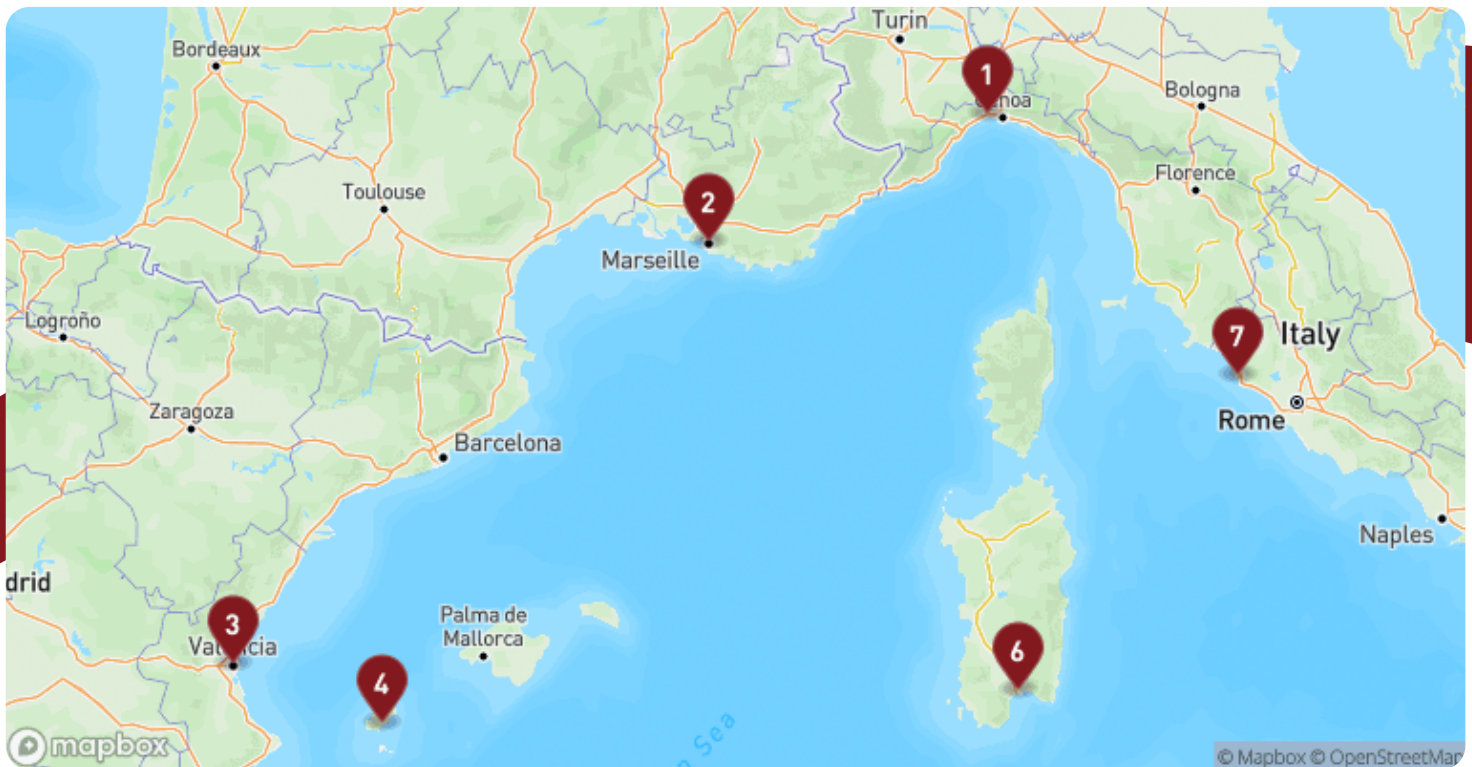 Turin
Bordeaux
1
Genoa
Bologna
Toulouse
Florence
2
Marseille
Logroño
7
Italy
Zaragoza
Rome
Barcelona
Naples
drid
3
Valencia
Palma de
Mallorca
4
6
Sea
mapbox
© Mapbox © OpenStreetMap